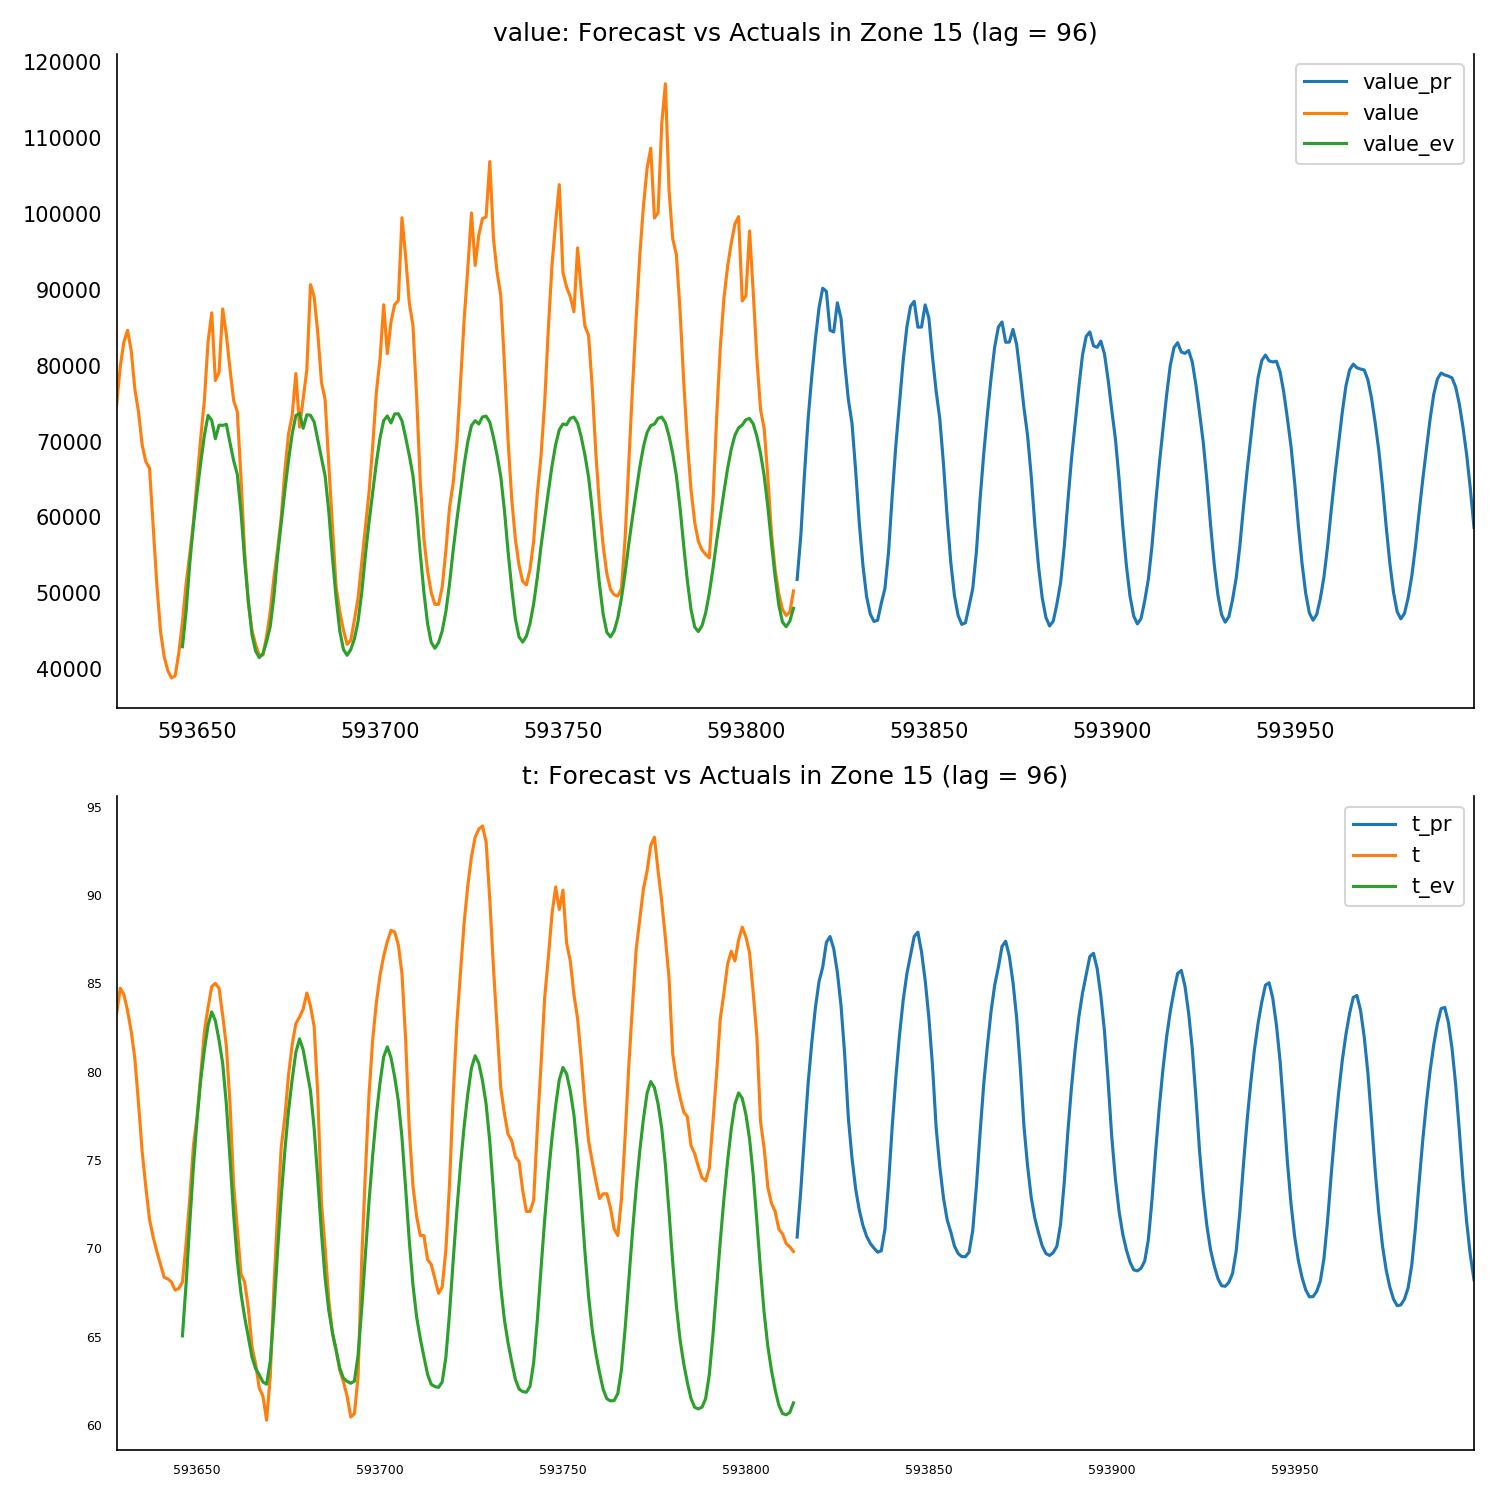 value: Forecast vs Actuals in Zone 15 (lag = 96)
120000
110000
100000
90000
80000
70000
60000
50000
40000
value_pr
value
value_ev
593650 593700 593750 593800 593850 593900 593950
t: Forecast vs Actuals in Zone 15 (lag = 96)
95
90
85
80
75
70
65
60
t_pr
t
t_ev
593650 593700 593750 593800 593850 593900 593950